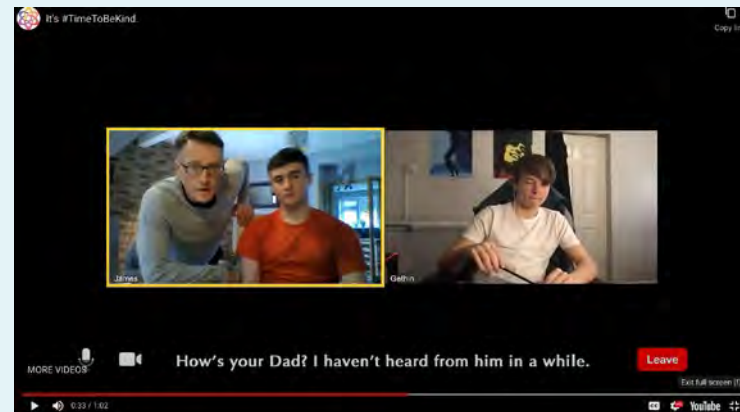 It's #TimeToBeKind.
Copy
James
Gethin
How's your Dad? I haven't heard from him in a while.
Leave
MORE VIDEOS
Exit full screen
0:33 / 1:02
YouTube